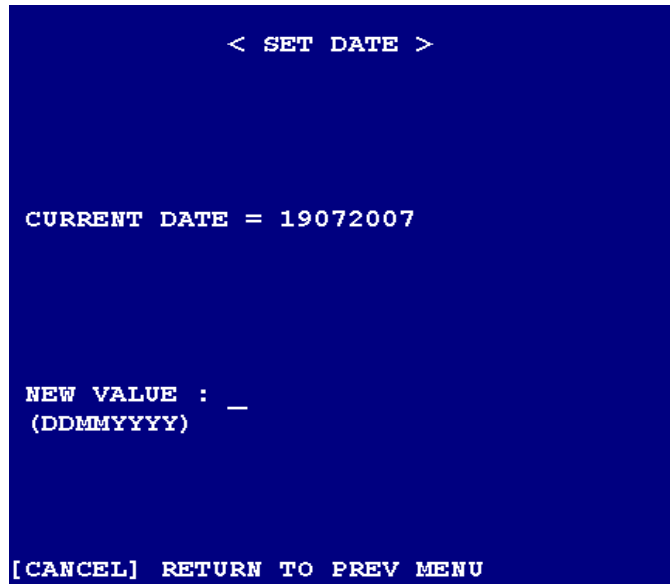 < SET DATE >
CURRENT DATE = 19072007
NEW VALUE : _
(DDMMYYYY)
[CANCEL] RETURN TO PREV MENU